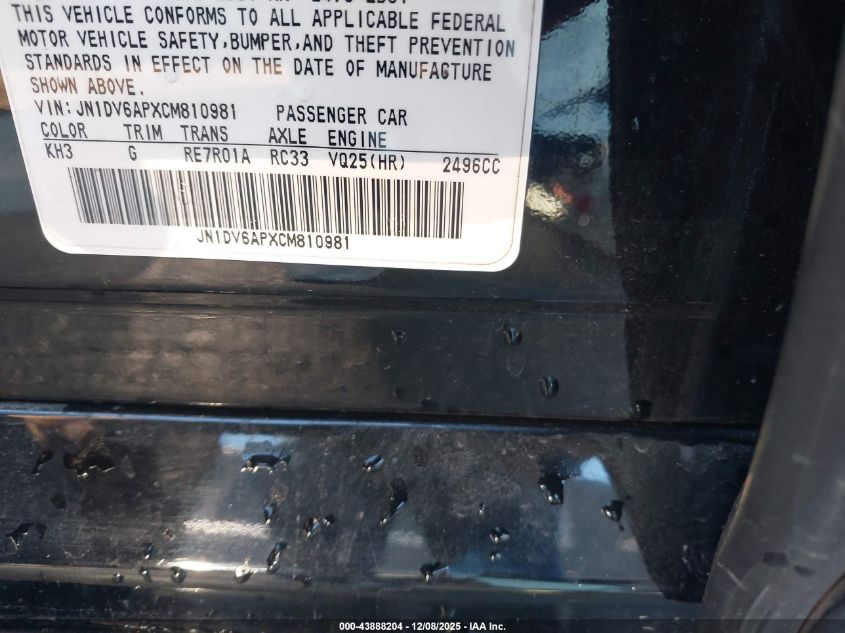 THIS VEHICLE CONFORMS TO ALL APPLICABLE FEDERAL
MOTOR VEHICLE SAFETY,BUMPER,AND THEFT PREVENTION
STANDARDS IN EFFECT ON THE DATE OF MANUFACTURE
SHOWN ABOVE.
VIN:JN1DV6APXCM810981 PASSENGER CAR
COLOR TRIM TRANS AXLE ENGINE
KH3 G RE7R01A RC33 VQ25(HR) 2496CC
JN1DV6APXCM810981
000-43888204 - 12/08/2025 - IAA Inc.